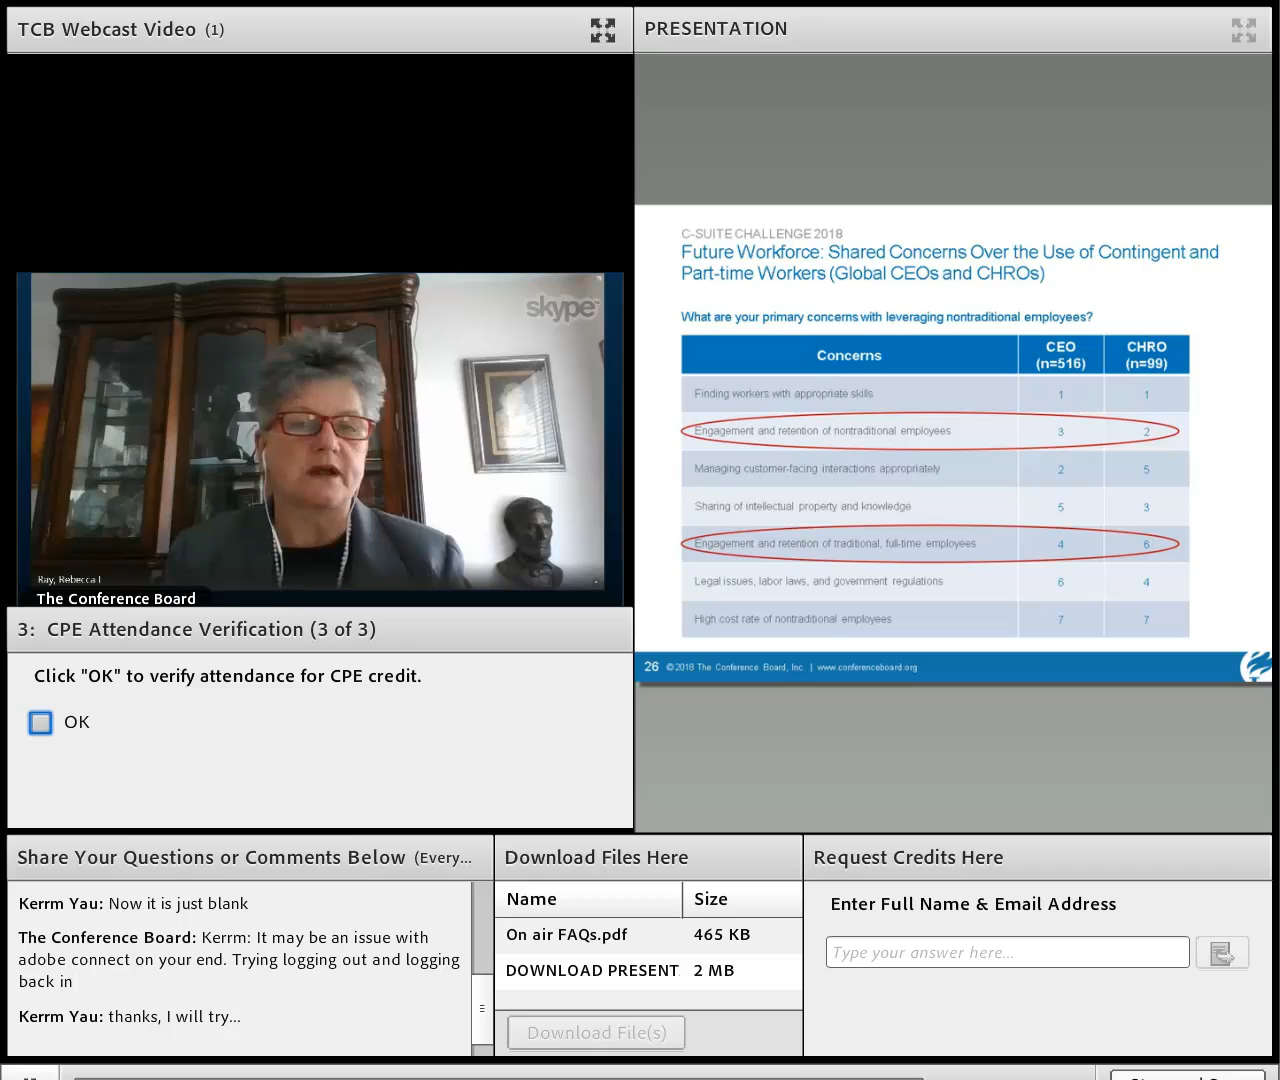 TCB Webcast Video (1)
PRESENTATION
skype™
Ray, Rebecca l
The Conference Board
C-SUITE CHALLENGE 2018
Future Workforce: Shared Concerns Over the Use of Contingent and
Part-time Workers (Global CEOs and CHROs)
What are your primary concerns with leveraging nontraditional employees?
Concerns CEO (n=516) CHRO (n=99)
Finding workers with appropriate skills 1 1
Engagement and retention of nontraditional employees 3 2
Managing customer-facing interactions appropriately 2 5
Sharing of intellectual property and knowledge 5 3
Engagement and retention of traditional, full-time employees 4 6
Legal issues, labor laws, and government regulations 6 4
High cost rate of nontraditional employees 7 7
26 © 2018 The Conference Board, Inc. | www.conferenceboard.org
3: CPE Attendance Verification (3 of 3)
Click "OK" to verify attendance for CPE credit.
OK
Share Your Questions or Comments Below (Every...
Kerrm Yau: Now it is just blank
The Conference Board: Kerrm: It may be an issue with
adobe connect on your end. Trying logging out and logging
back in
Kerrm Yau: thanks, I will try...
Download Files Here
Name Size
On air FAQs.pdf 465 KB
DOWNLOAD PRESENT 2 MB
Download File(s)
Request Credits Here
Enter Full Name & Email Address
Type your answer here...